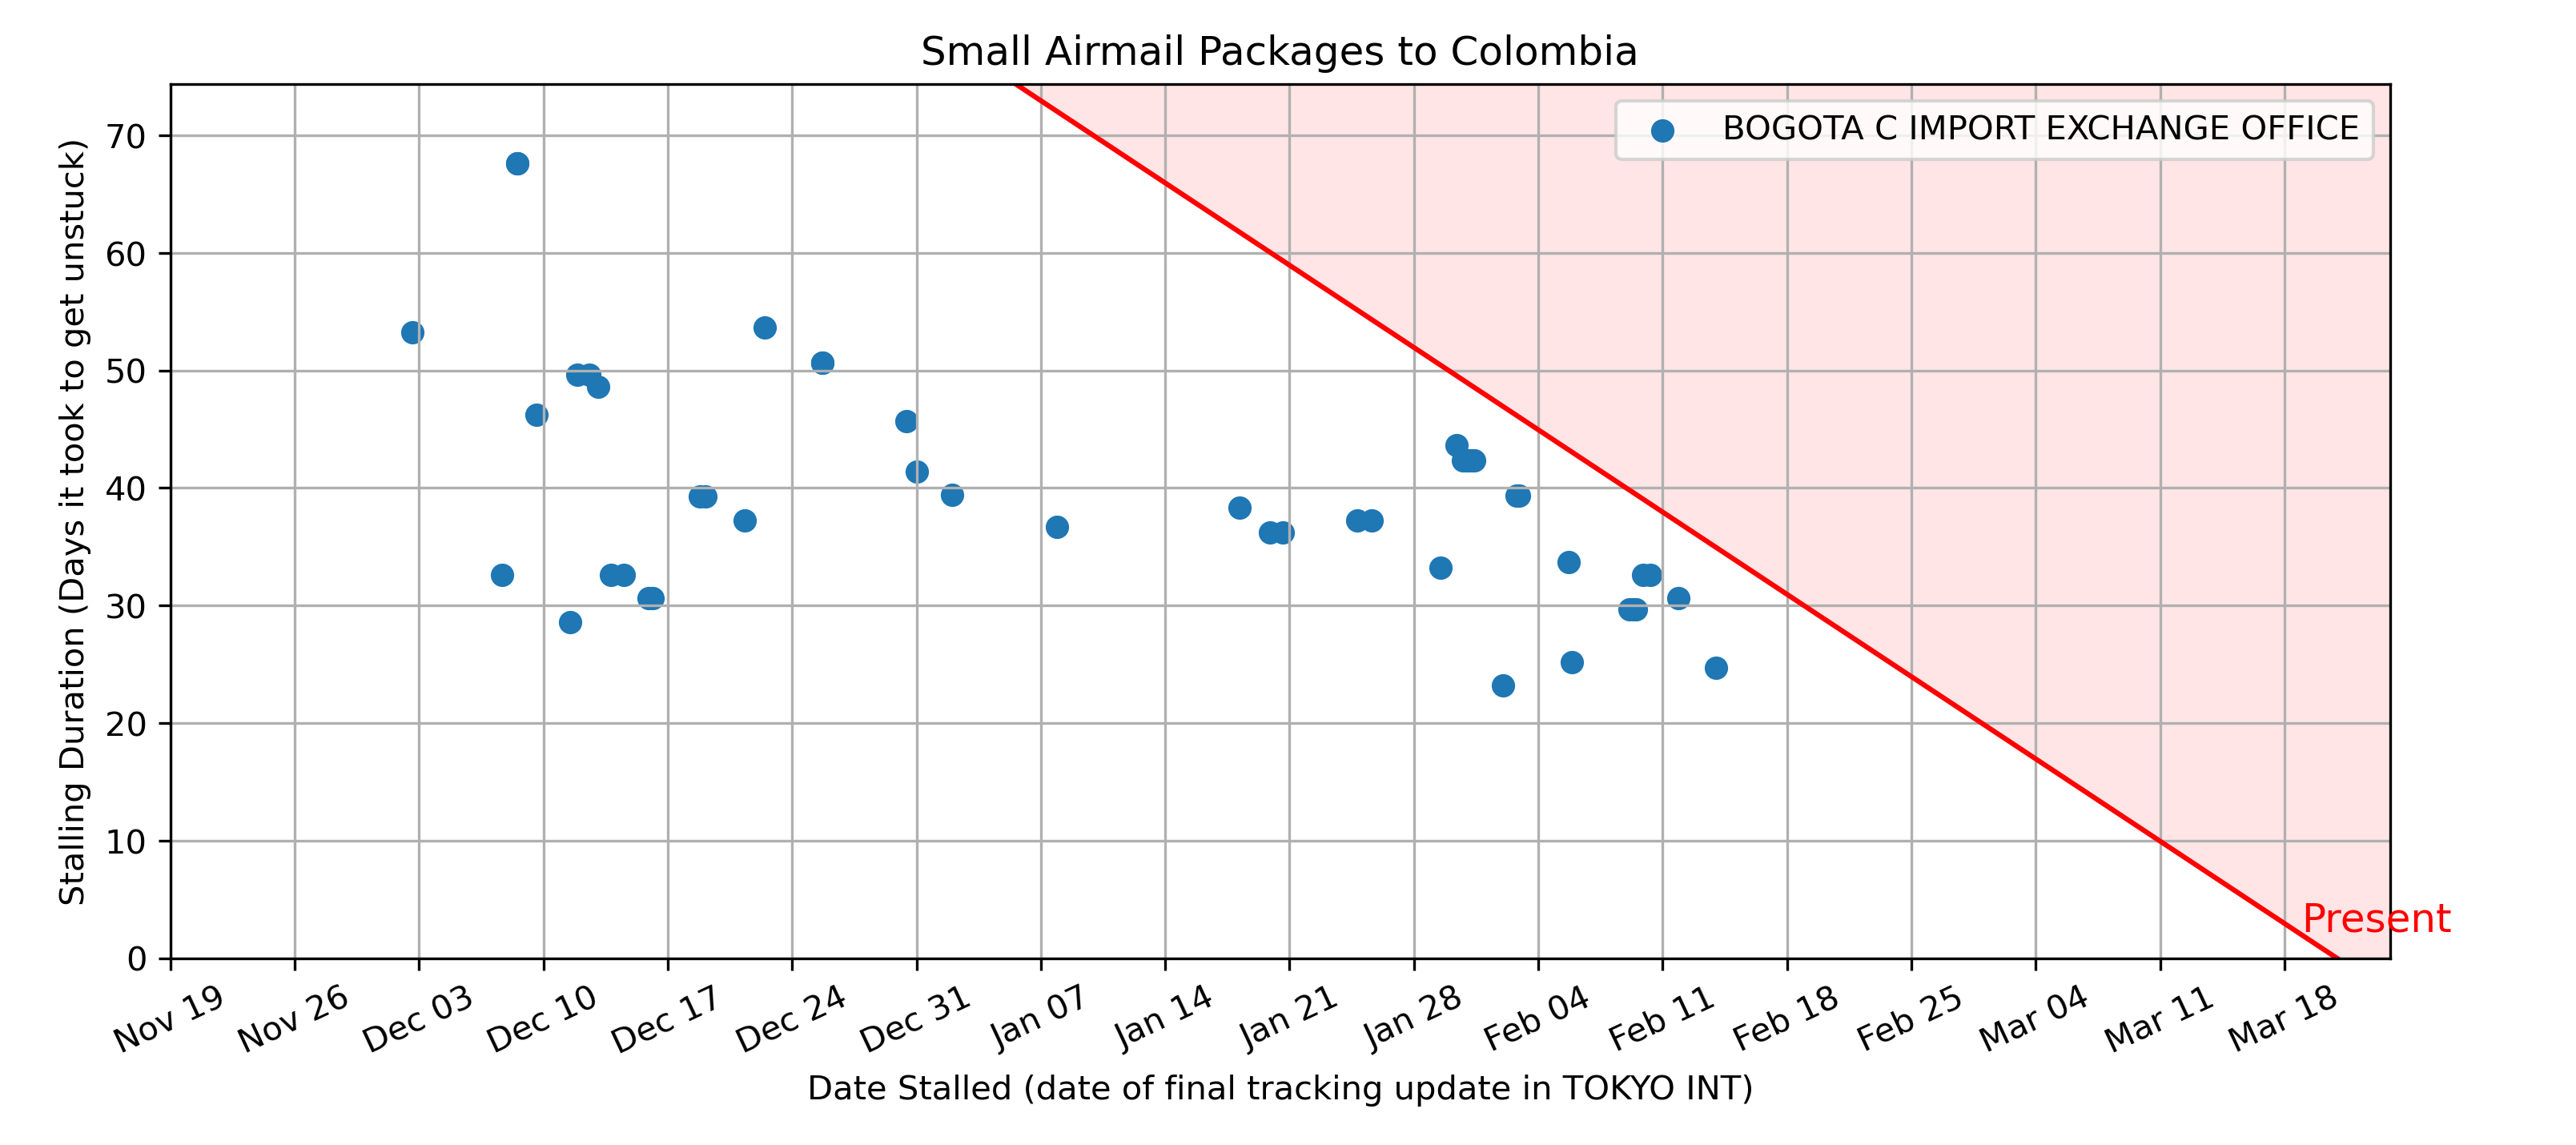 Small Airmail Packages to Colombia
BOGOTA C IMPORT EXCHANGE OFFICE
Stalling Duration (Days it took to get unstuck)
70
60
50
40
30
20
10
0
Present
Nov 19
Nov 26
Dec 03
Dec 10
Dec 17
Dec 24
Dec 31
Jan 07
Jan 14
Jan 21
Jan 28
Feb 04
Feb 11
Feb 18
Feb 25
Mar 04
Mar 11
Mar 18
Date Stalled (date of final tracking update in TOKYO INT)